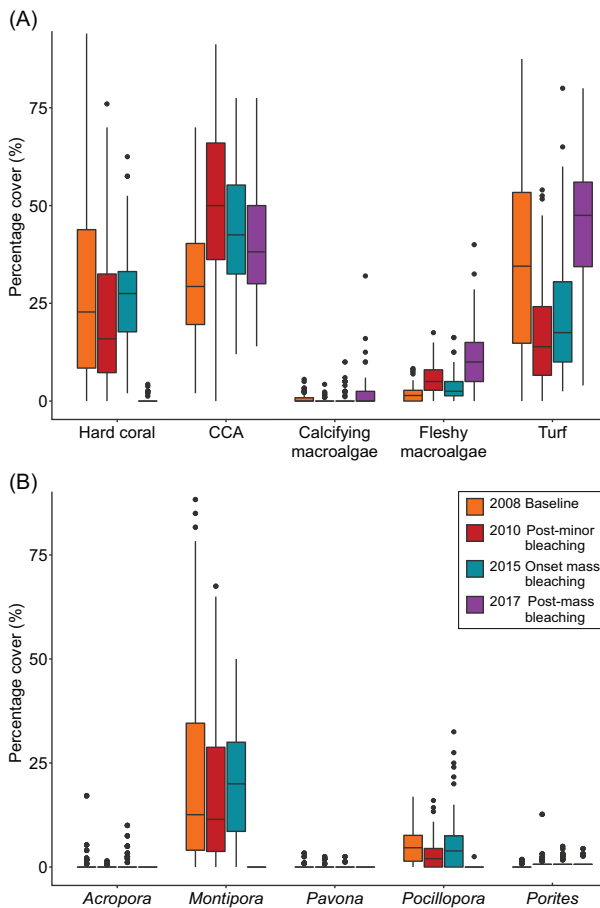 (A)
Percentage cover (%)
75
50
25
0
Hard coral
CCA
Calcifying
macroalgae
Fleshy
macroalgae
Turf
(B)
Percentage cover (%)
75
50
25
0
2008 Baseline
2010 Post-minor
bleaching
2015 Onset mass
bleaching
2017 Post-mass
bleaching
Acropora
Montipora
Pavona
Pocillopora
Porites